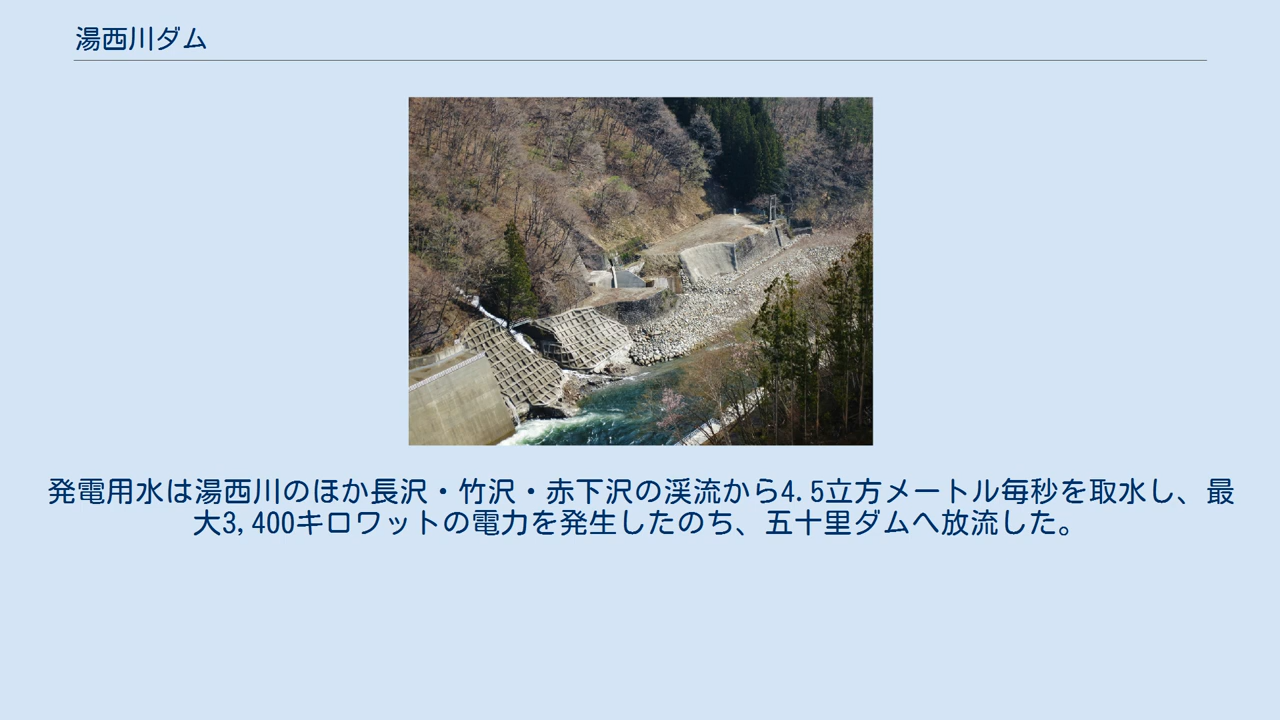 湯西川ダム
発電用水は湯西川のほか長沢・竹沢・赤下沢の渓流から4.5立方メートル毎秒を取水し、最
大3,400キロワットの電力を発生したのち、五十里ダムへ放流した。